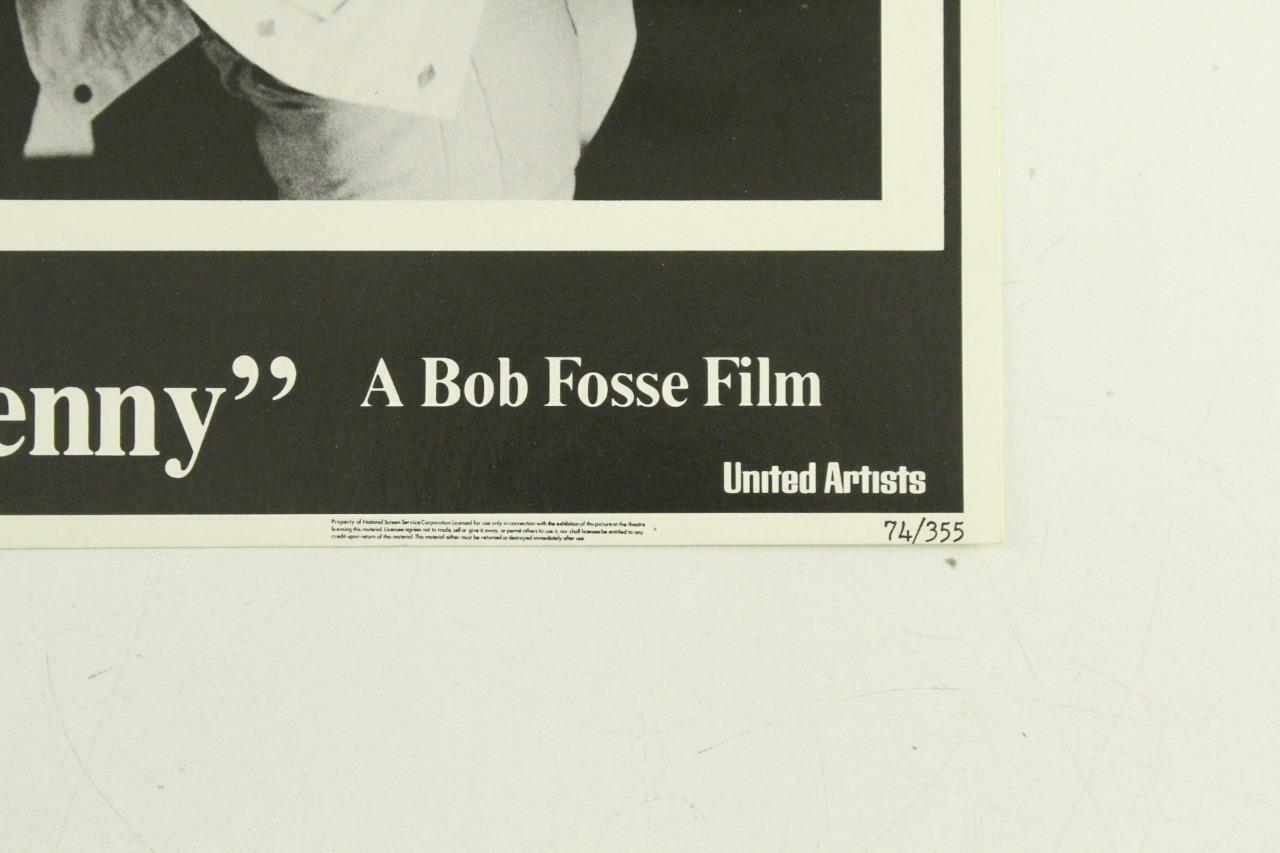 enny” A Bob Fosse Film
United Artists
Property of National Screen Service Corporation Licensed for use only in connection with the exhibition of this picture at the theatre
licensing this material. Licensee agrees not to trade, sell or give it away, or permit others to use it, nor shall licensee be entitled to any
credit upon return of this material. This material either must be returned or destroyed immediately after use.
74/355